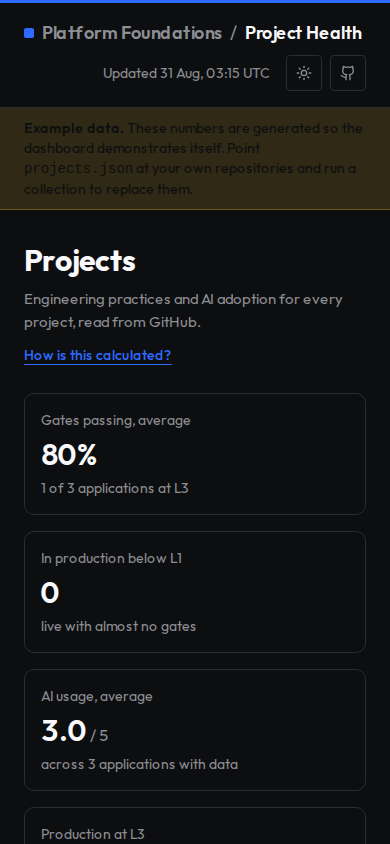 Platform Foundations / Project Health
Updated 31 Aug, 03:15 UTC
Example data. These numbers are generated so the
dashboard demonstrates itself. Point
projects.json at your own repositories and run a
collection to replace them.
Projects
Engineering practices and AI adoption for every
project, read from GitHub.
How is this calculated?
Gates passing, average
80%
1 of 3 applications at L3
In production below L1
0
live with almost no gates
AI usage, average
3.0 / 5
across 3 applications with data
Production at L3